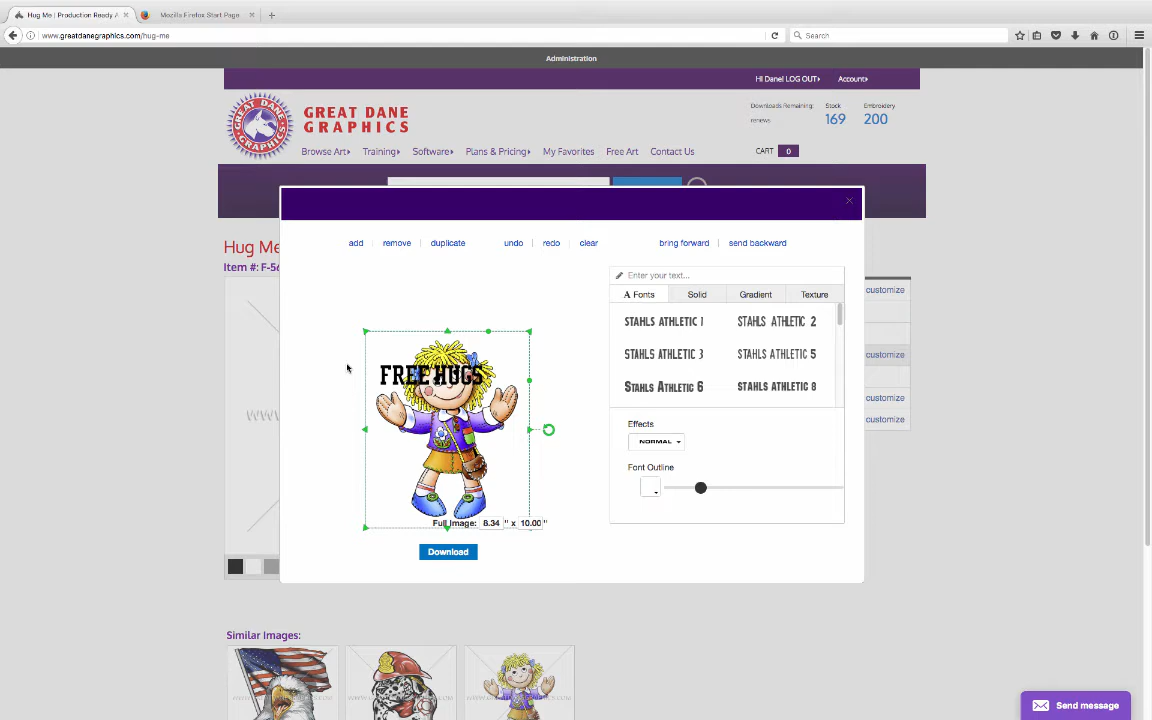 Hug Me | Production Ready A
Mozilla Firefox Start Page
www.greatdanegraphics.com/hug-me
Search
Administration
Hi Dane! LOG OUT
Account
GREAT DANE
GRAPHICS
Downloads Remaining:
renews
Stock
169
Embroidery
200
Browse Art
Training
Software
Plans & Pricing
My Favorites
Free Art
Contact Us
CART 0
Hug Me
Item #: F-56
add
remove
duplicate
undo
redo
clear
bring forward
send backward
Enter your text...
A Fonts
Solid
Gradient
Texture
STAHLS ATHLETIC 1
STAHLS ATHLETIC 2
STAHLS ATHLETIC 3
STAHLS ATHLETIC 5
STAHLS ATHLETIC 6
STAHLS ATHLETIC 8
customize
customize
customize
customize
FREE HUGS
Effects
NORMAL
Font Outline
Full Image: 8.34 " x 10.00 "
Download
Similar Images:
Send message